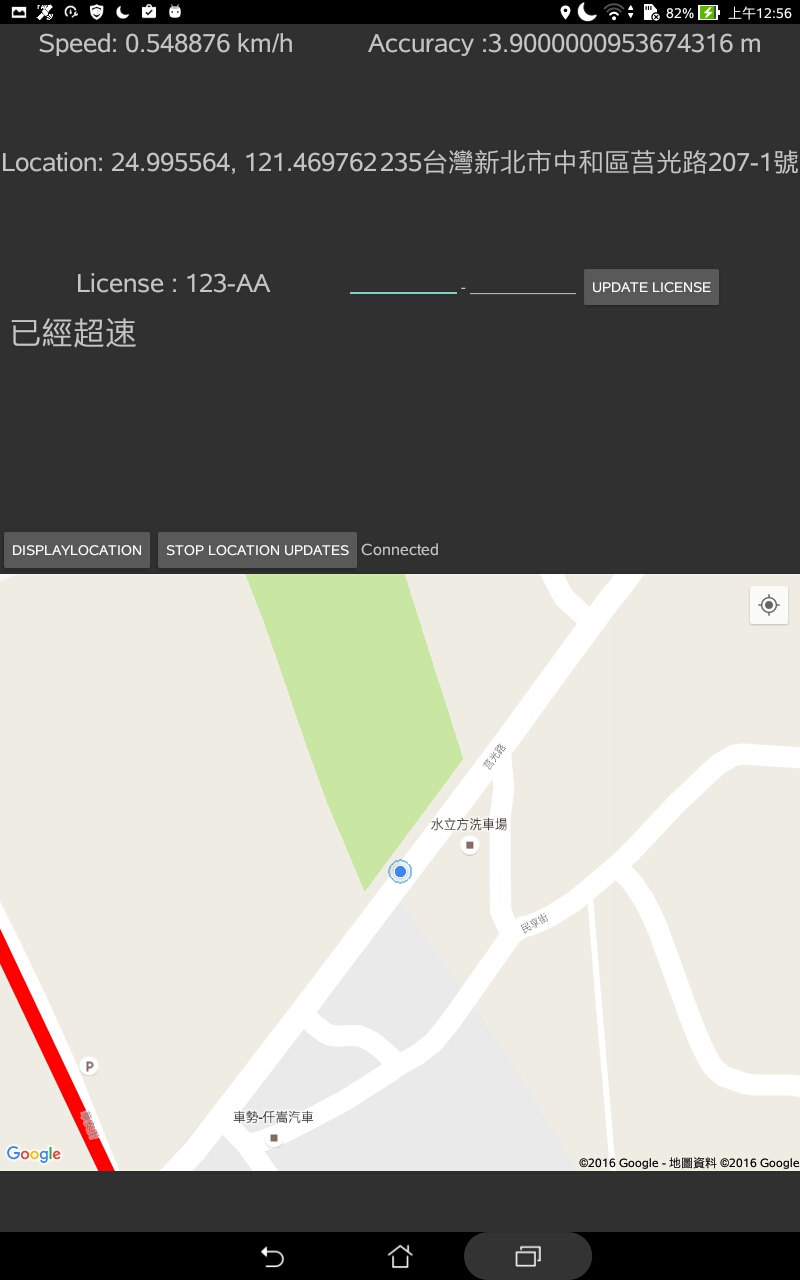 82% 上午12:56
Speed: 0.548876 km/h Accuracy :3.9000000953674316 m
Location: 24.995564, 121.469762 235台灣新北市中和區莒光路207-1號
License : 123-AA - UPDATE LICENSE
已經超速
DISPLAYLOCATION STOP LOCATION UPDATES Connected
莒光路
水立方洗車場
民享街
P
車勢-仟嵩汽車
Google ©2016 Google - 地圖資料 ©2016 Google